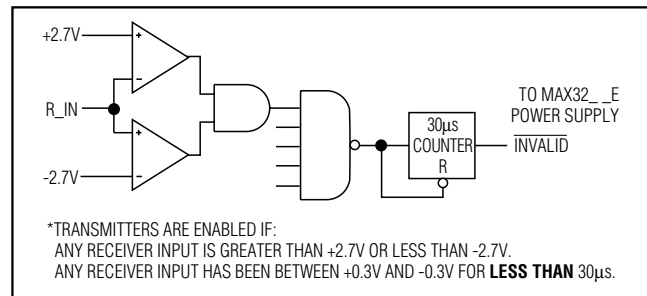 +2.7V
R_IN
-2.7V
+
-
+
-
30µs
COUNTER
R
TO MAX32_ _E
POWER SUPPLY
INVALID
*TRANSMITTERS ARE ENABLED IF:
ANY RECEIVER INPUT IS GREATER THAN +2.7V OR LESS THAN -2.7V.
ANY RECEIVER INPUT HAS BEEN BETWEEN +0.3V AND -0.3V FOR LESS THAN 30µs.